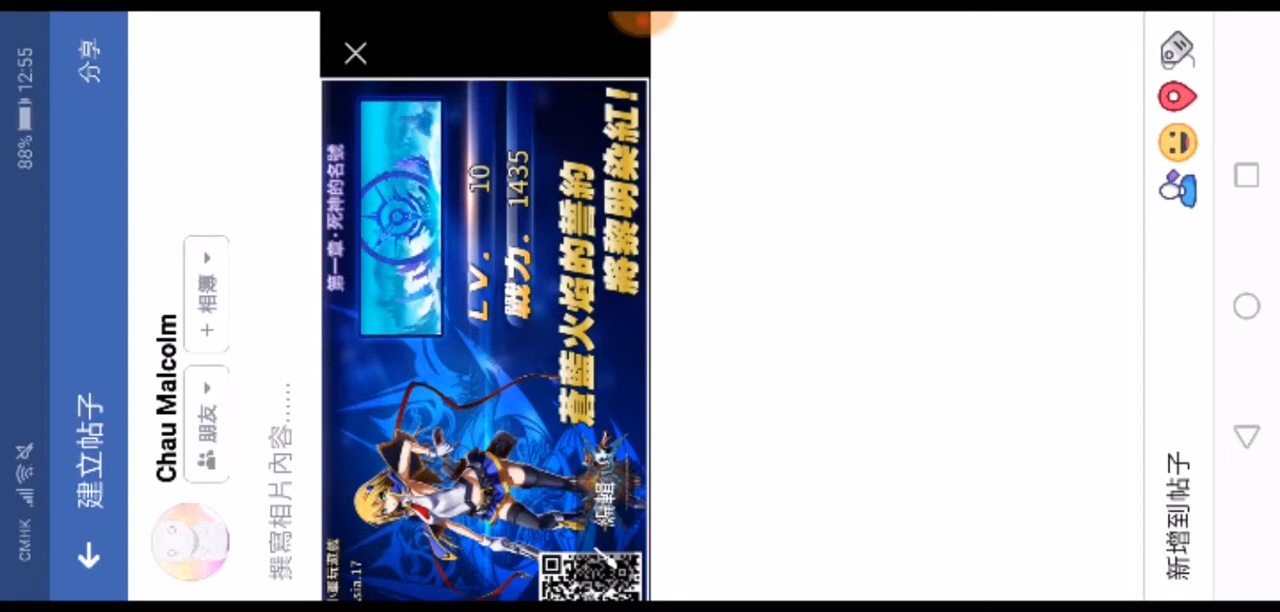 CMHK
88% 12:55
建立帖子
分享
Chau Malcolm
朋友
+ 相簿
撰寫相片內容......
第一章·死神的名號
sia.17
LV. 10
戰力. 1435
蒼藍火焰的誓約
將黎明染紅!
編輯
新增到帖子